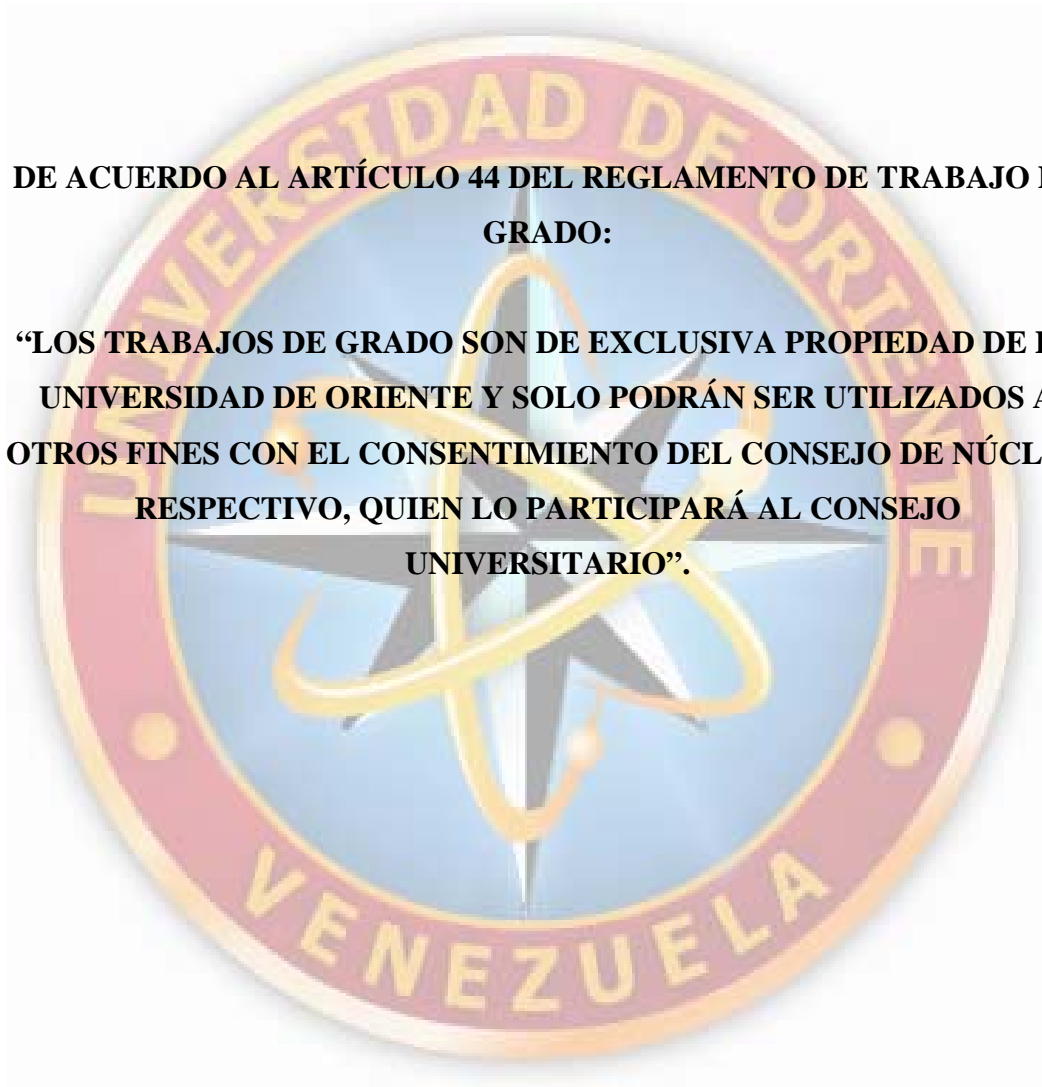 UNIVERSIDAD DE ORIENTE
DE ACUERDO AL ARTÍCULO 44 DEL REGLAMENTO DE TRABAJO
GRADO:
“LOS TRABAJOS DE GRADO SON DE EXCLUSIVA PROPIEDAD DE
UNIVERSIDAD DE ORIENTE Y SOLO PODRÁN SER UTILIZADOS A
OTROS FINES CON EL CONSENTIMIENTO DEL CONSEJO DE NÚCL
RESPECTIVO, QUIEN LO PARTICIPARÁ AL CONSEJO
UNIVERSITARIO”.
VENEZUELA